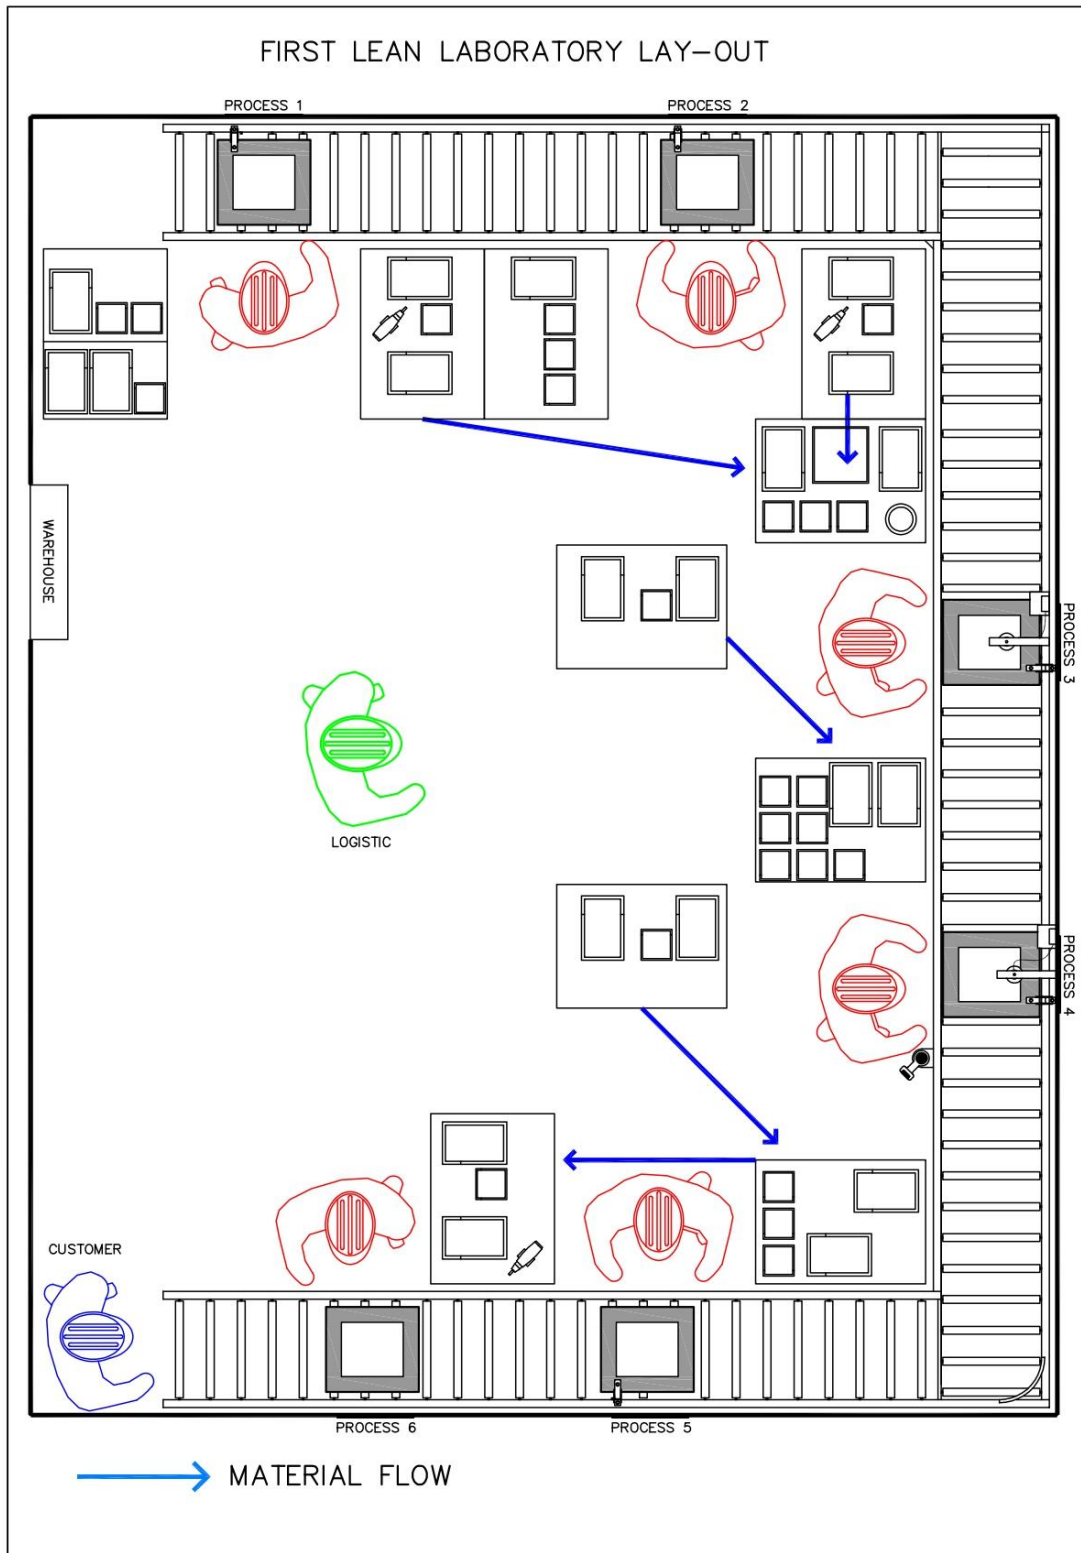 FIRST LEAN LABORATORY LAY-OUT
PROCESS 1
PROCESS 2
WAREHOUSE
PROCESS 3
LOGISTIC
PROCESS 4
CUSTOMER
PROCESS 6
PROCESS 5
MATERIAL FLOW